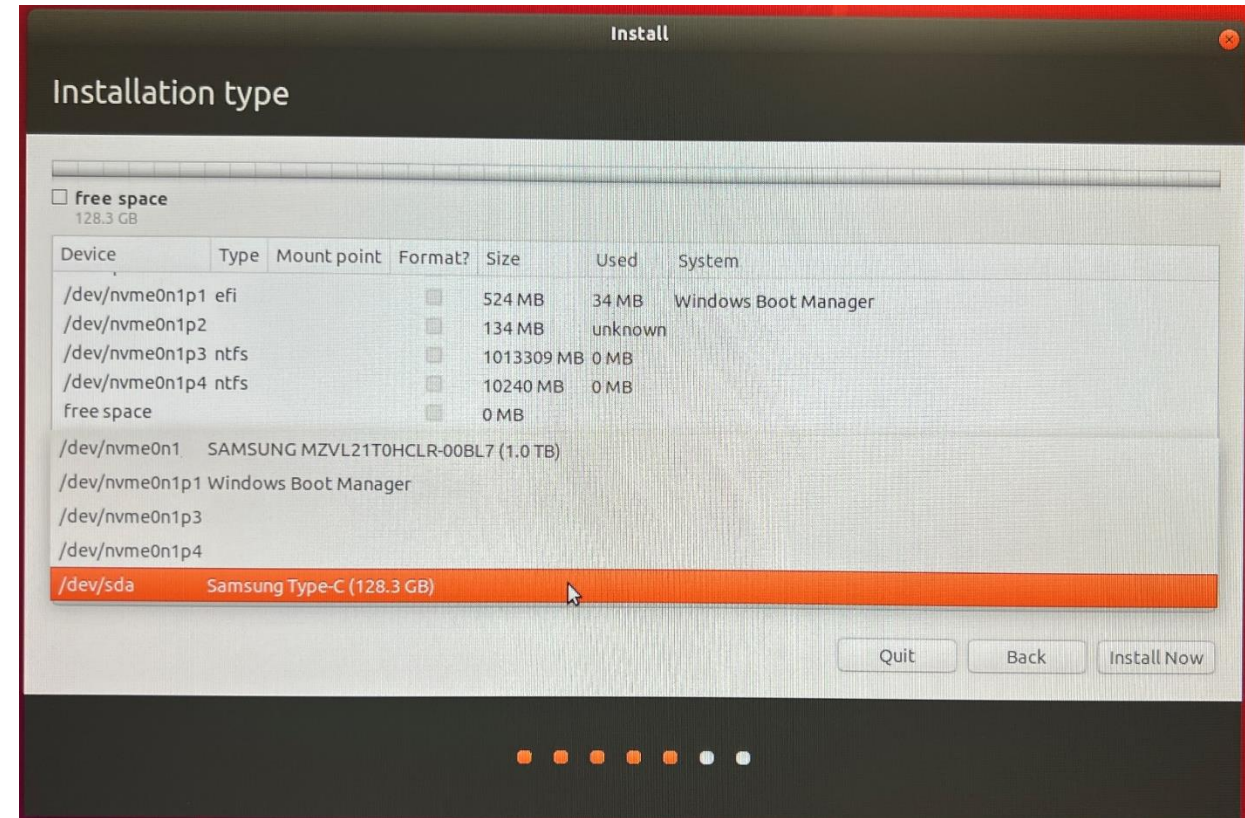 Install
Installation type
free space
128.3 GB
Device Type Mount point Format? Size Used System
/dev/nvme0n1p1 efi 524 MB 34 MB Windows Boot Manager
/dev/nvme0n1p2 134 MB unknown
/dev/nvme0n1p3 ntfs 1013309 MB 0 MB
/dev/nvme0n1p4 ntfs 10240 MB 0 MB
free space 0 MB
/dev/nvme0n1 SAMSUNG MZVL21T0HCLR-00BL7 (1.0 TB)
/dev/nvme0n1p1 Windows Boot Manager
/dev/nvme0n1p3
/dev/nvme0n1p4
/dev/sda Samsung Type-C (128.3 GB)
Quit Back Install Now